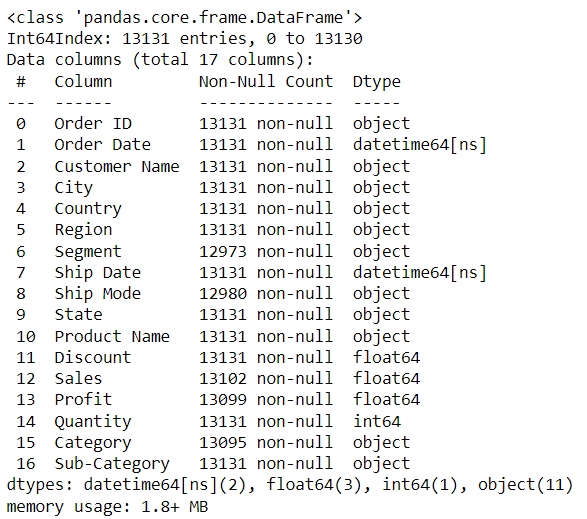 <class 'pandas.core.frame.DataFrame'>
Int64Index: 13131 entries, 0 to 13130
Data columns (total 17 columns):
 #   Column         Non-Null Count  Dtype
---  ------         --------------  -----
 0   Order ID       13131 non-null  object
 1   Order Date     13131 non-null  datetime64[ns]
 2   Customer Name  13131 non-null  object
 3   City           13131 non-null  object
 4   Country        13131 non-null  object
 5   Region         13131 non-null  object
 6   Segment        12973 non-null  object
 7   Ship Date      13131 non-null  datetime64[ns]
 8   Ship Mode      12980 non-null  object
 9   State          13131 non-null  object
 10  Product Name   13131 non-null  object
 11  Discount       13131 non-null  float64
 12  Sales          13102 non-null  float64
 13  Profit         13099 non-null  float64
 14  Quantity       13131 non-null  int64
 15  Category       13095 non-null  object
 16  Sub-Category   13131 non-null  object
dtypes: datetime64[ns](2), float64(3), int64(1), object(11)
memory usage: 1.8+ MB